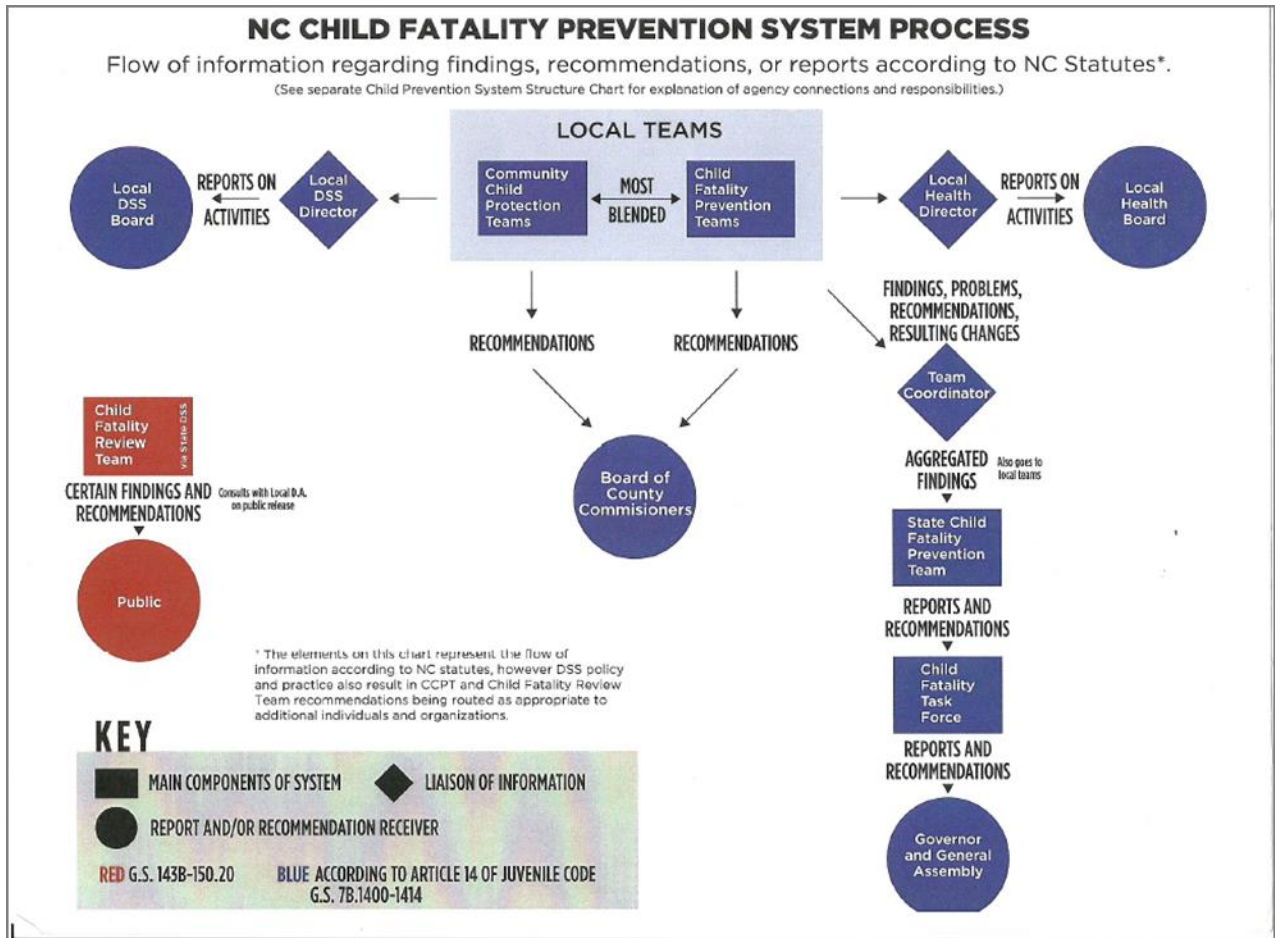 NC CHILD FATALITY PREVENTION SYSTEM PROCESS
Flow of information regarding findings, recommendations, or reports according to NC Statutes*.
(See separate Child Prevention System Structure Chart for explanation of agency connections and responsibilities.)
LOCAL TEAMS
Community
Child
Protection
Teams
MOST
BLENDED
Child
Fatality
Prevention
Teams
Local
DSS
Director
REPORTS ON
ACTIVITIES
Local
DSS
Board
Local
Health
Director
REPORTS ON
ACTIVITIES
Local
Health
Board
RECOMMENDATIONS
RECOMMENDATIONS
Board of
County
Commisioners
FINDINGS, PROBLEMS,
RECOMMENDATIONS,
RESULTING CHANGES
Team
Coordinator
AGGREGATED
FINDINGS
Also goes to
local teams
State Child
Fatality
Prevention
Team
REPORTS AND
RECOMMENDATIONS
Child
Fatality
Task
Force
REPORTS AND
RECOMMENDATIONS
Governor
and General
Assembly
Child
Fatality
Review
Team
via State DSS
CERTAIN FINDINGS AND
RECOMMENDATIONS
Consults with Local D.A.
on public release
Public
* The elements on this chart represent the flow of
information according to NC statutes, however DSS policy
and practice also result in CCPT and Child Fatality Review
Team recommendations being routed as appropriate to
additional individuals and organizations.
KEY
MAIN COMPONENTS OF SYSTEM
LIAISON OF INFORMATION
REPORT AND/OR RECOMMENDATION RECEIVER
RED G.S. 143B-150.20
BLUE ACCORDING TO ARTICLE 14 OF JUVENILE CODE
G.S. 7B.1400-1414